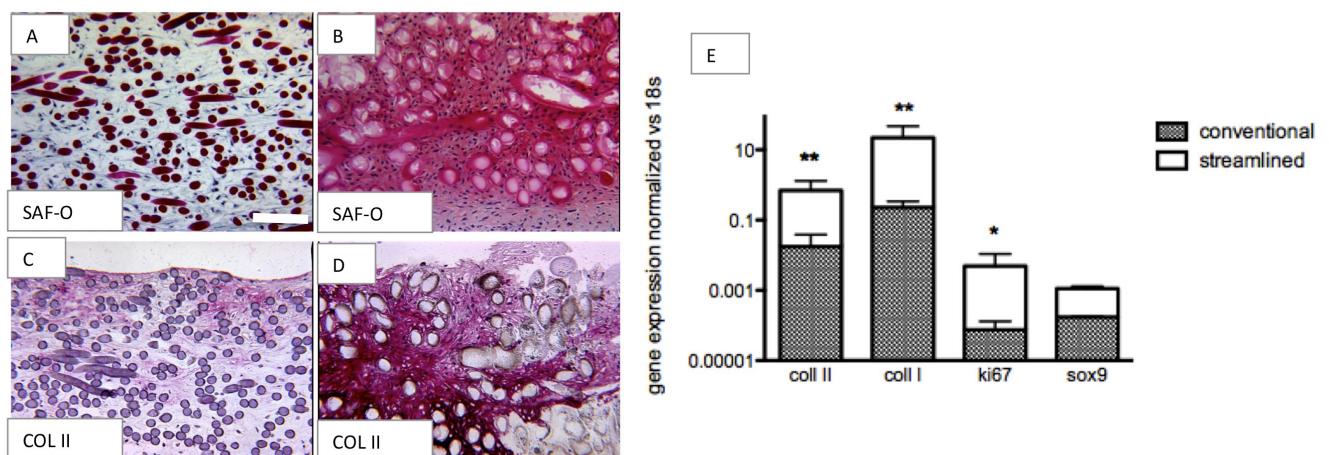 A
SAF-O
B
SAF-O
C
COL II
D
COL II
E
gene expression normalized vs 18s
10
0.1
0.001
0.00001
**
**
*
coll II
coll I
ki67
sox9
conventional
streamlined